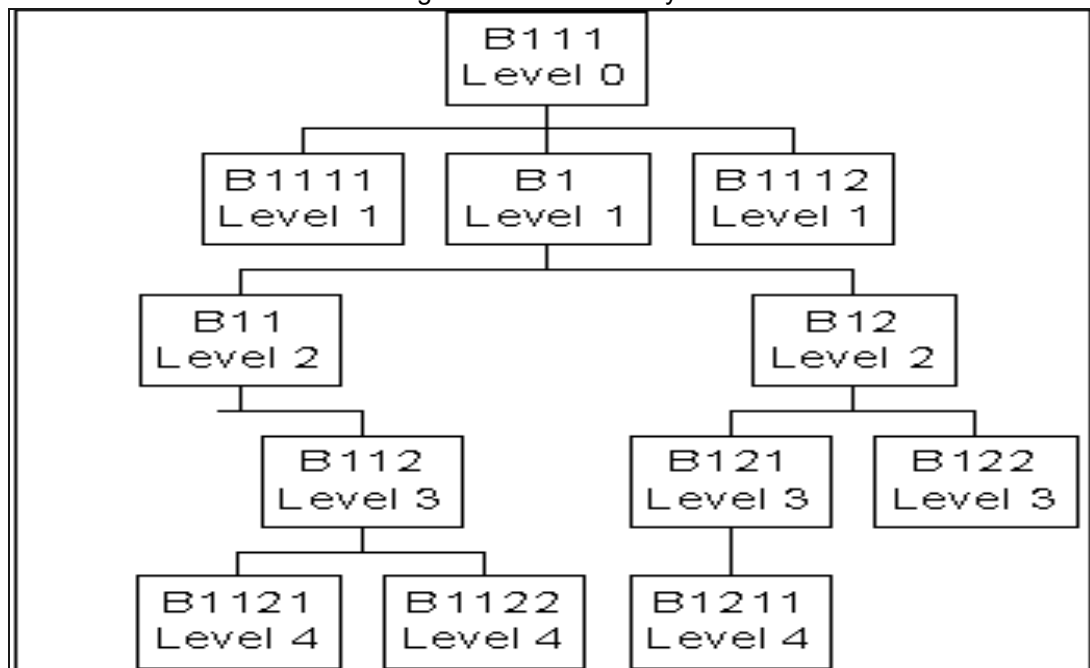 B111
Level 0
B1111
Level 1
B1
Level 1
B1112
Level 1
B11
Level 2
B12
Level 2
B112
Level 3
B121
Level 3
B122
Level 3
B1121
Level 4
B1122
Level 4
B1211
Level 4